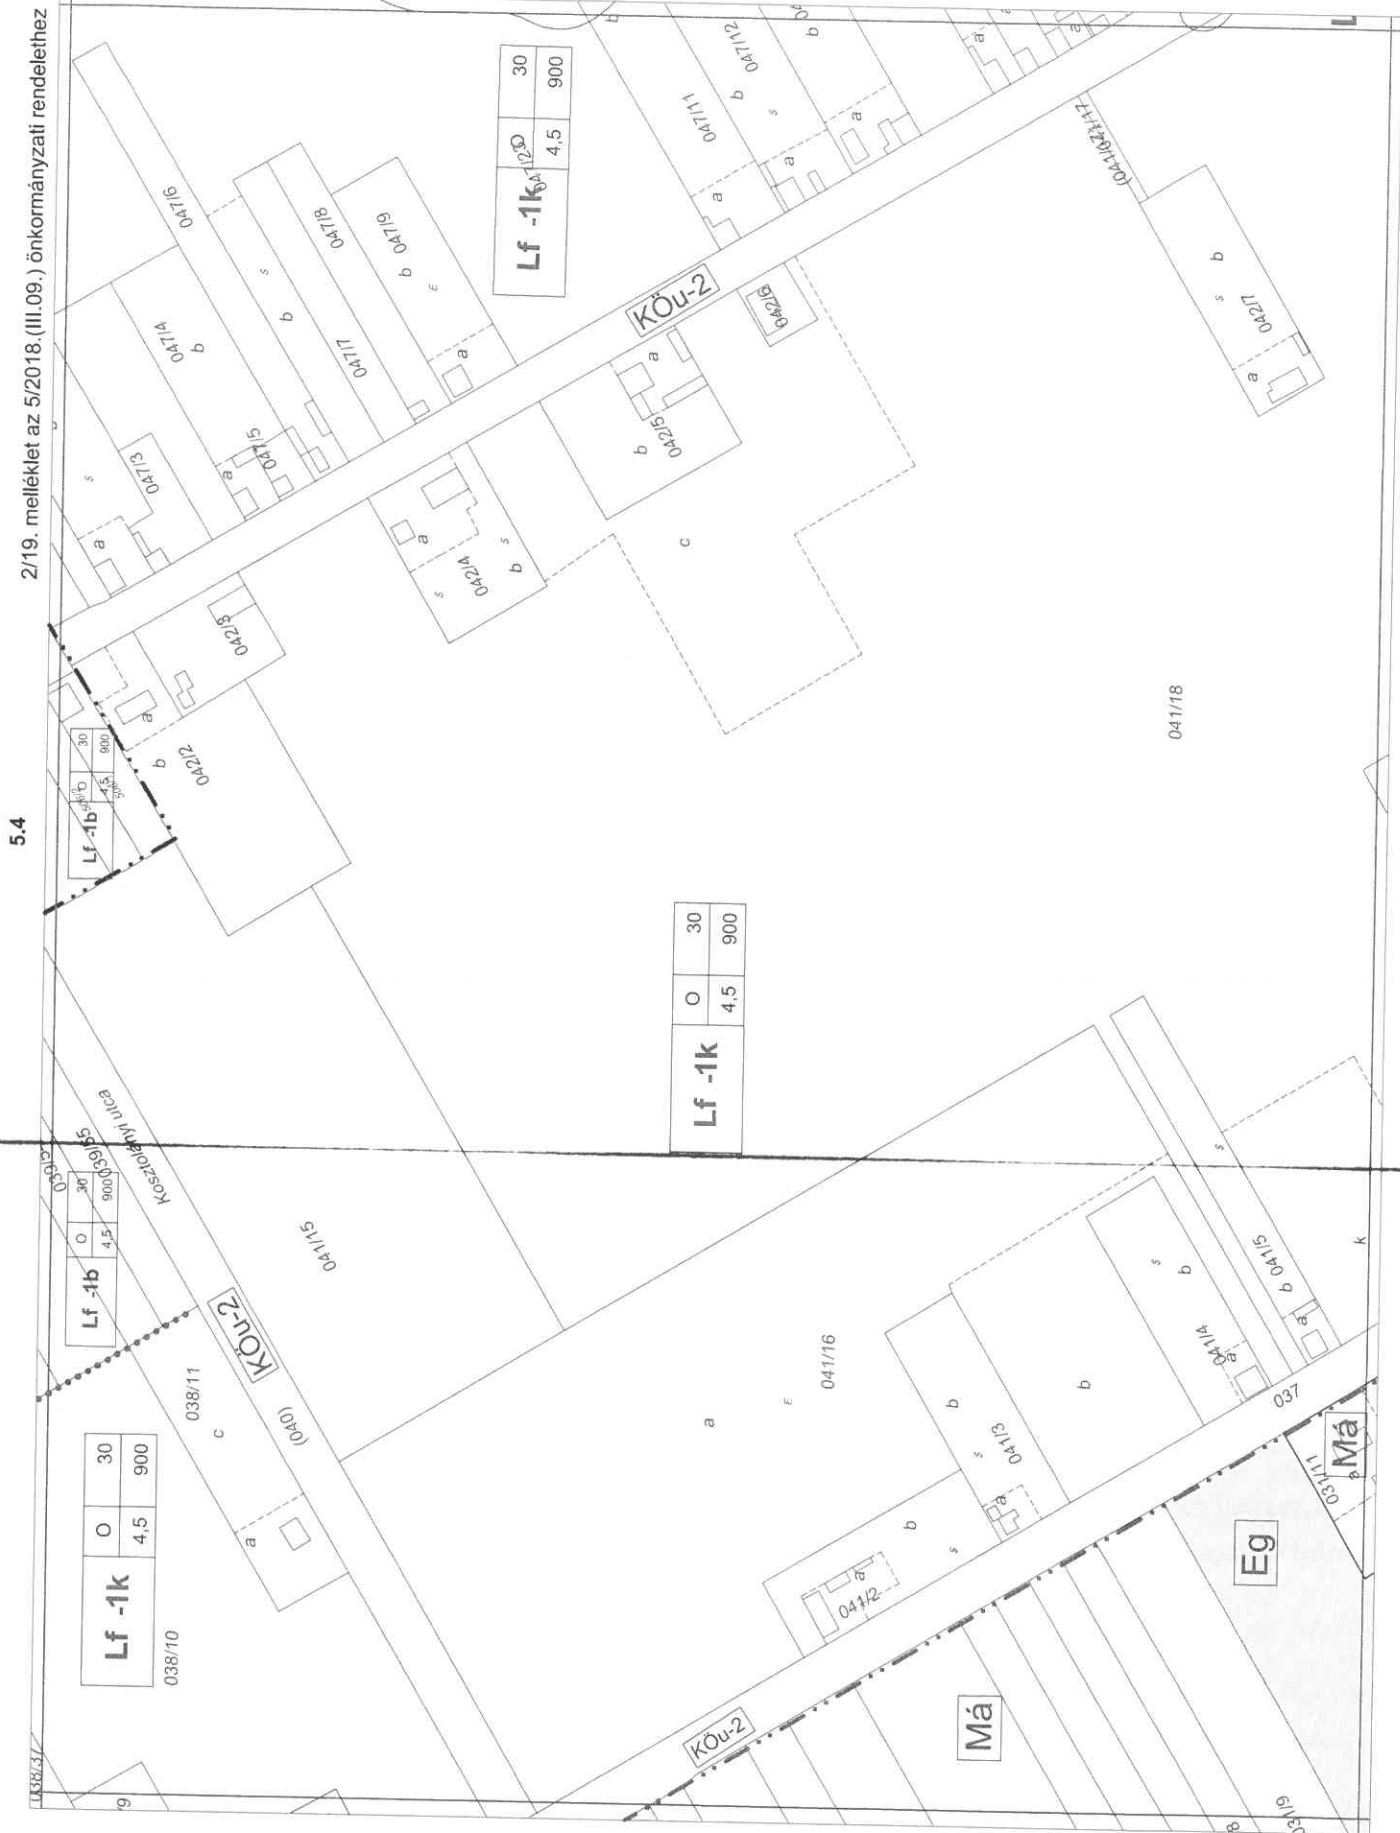 5.4
2/19. melléklet az 5/2018.(III.09.) önkormányzati rendelethez
Lf -1k
O 30
4,5 900
038/10
038/11
c
a
(040)
KÖu-2
Lf -1b
O 30
4,5 900
039/55
Kosztolányi utca
041/15
Lf -1b
O 30
4,5 900
042/2
b
a
042/3
Lf -1k
O 30
4,5 900
047/3
a
s
047/4
b
047/5
a
047/6
s
b
047/7
047/8
b 047/9
E
a
KÖu-2
Lf -1k
O 30
4,5 900
047/11
a
b 047/12
s
a
b
a
a
a
042/4
s
a
s
b
042/5
b
a
042/6
c
042/7
s
b
a
041/18
041/16
a
E
041/2
a
s
b
041/3
s
b
a
b
041/4
a
s
b
b 041/5
a
s
k
037
KÖu-2
Má
Eg
Má
031/11
a
031/9